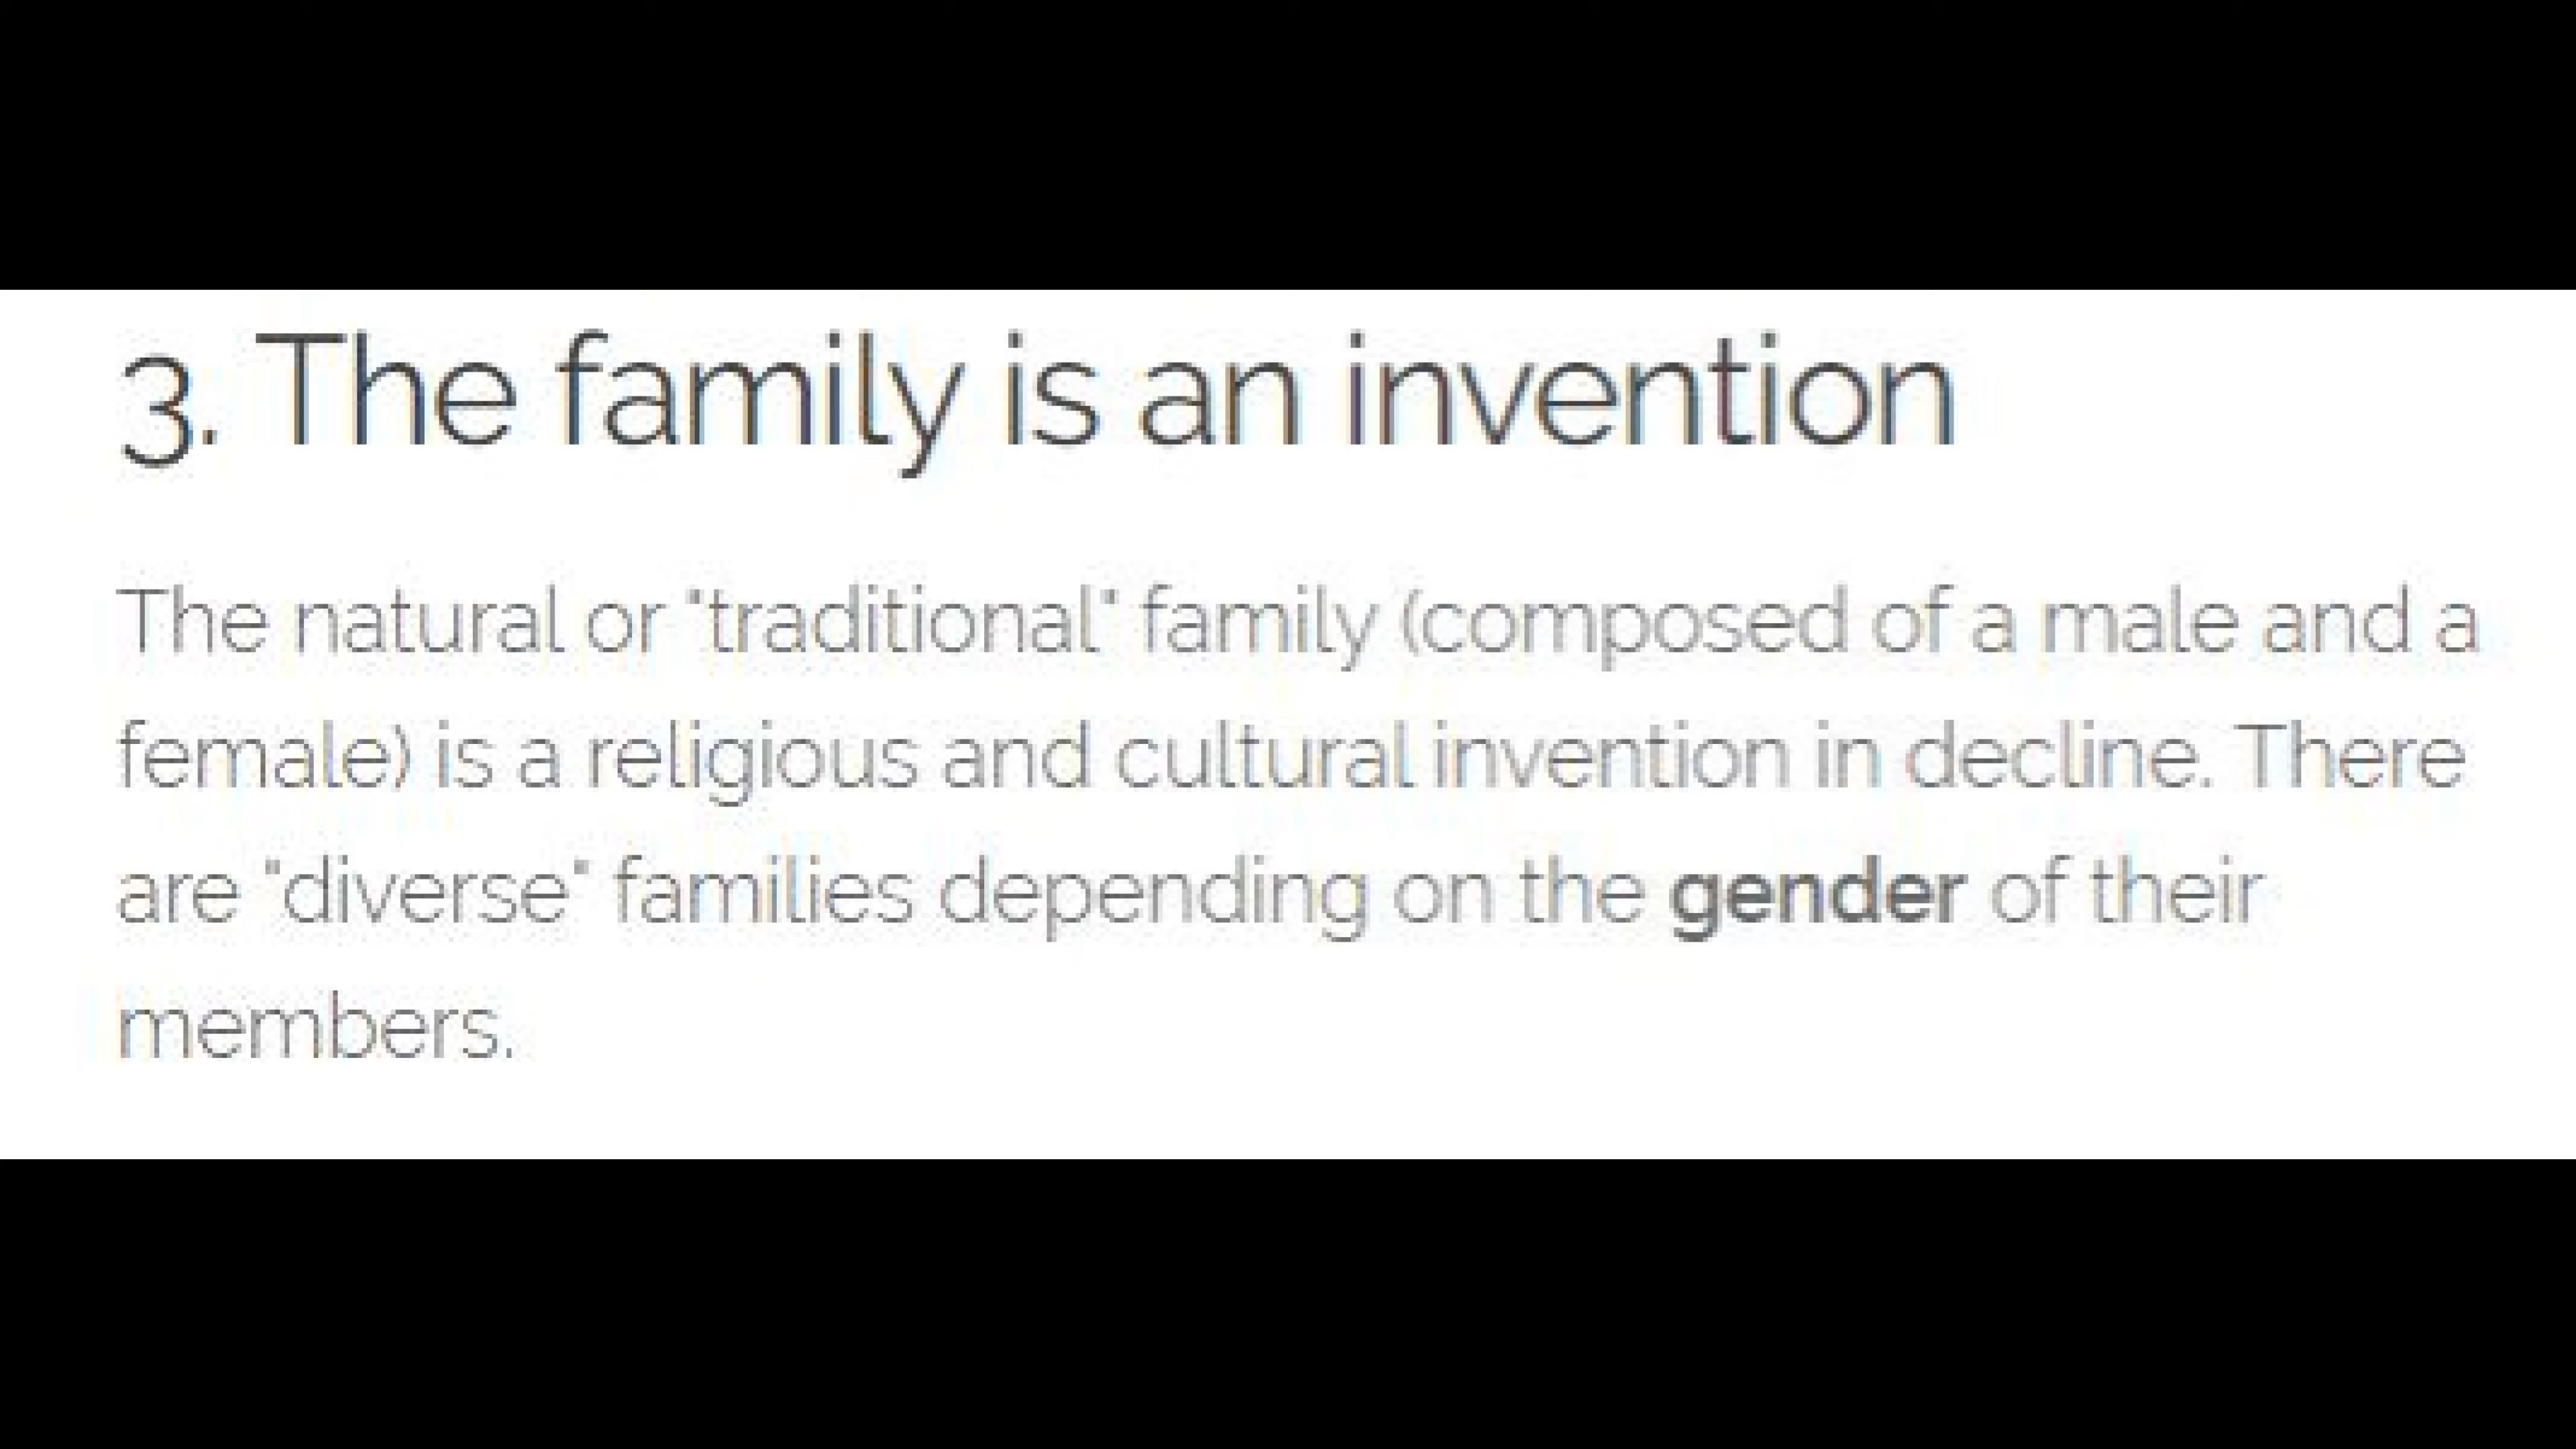 3. The family is an invention
The natural or "traditional" family (composed of a male and a
female) is a religious and cultural invention in decline. There
are "diverse" families depending on the gender of their
members.